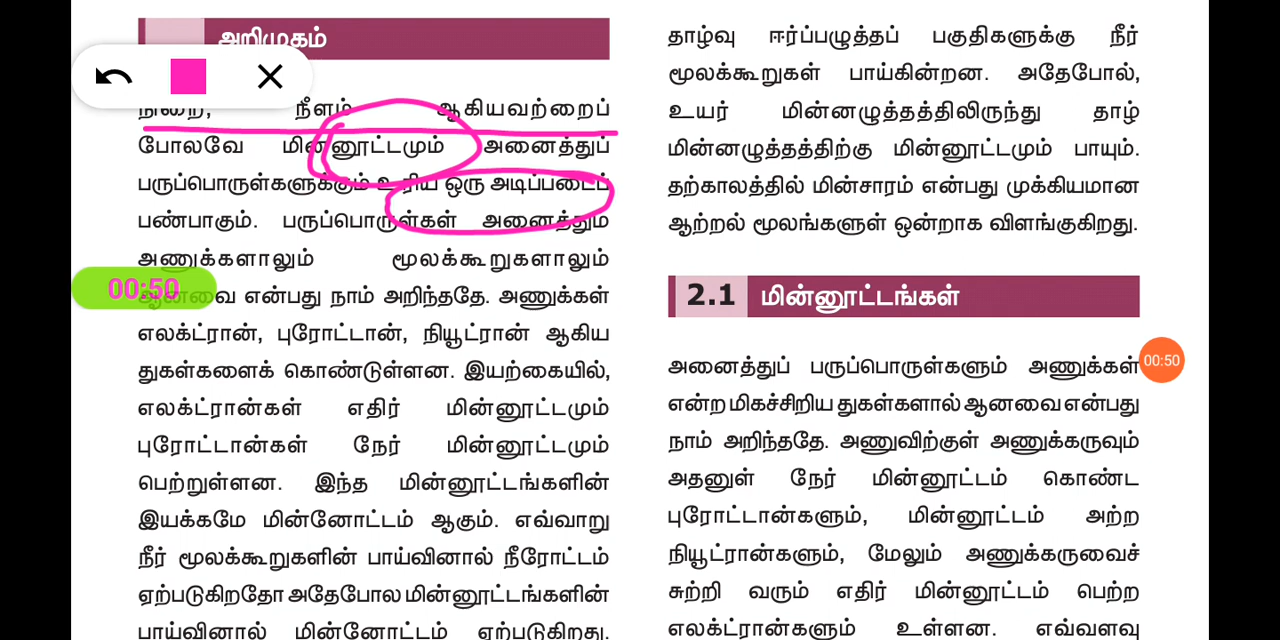 அறிமுகம்
நிறை, நீளம் ஆகியவற்றைப்
போலவே மின்னூட்டமும் அனைத்துப்
பருப்பொருள்களுக்கும் உரிய ஒரு அடிப்படைப்
பண்பாகும். பருப்பொருள்கள் அனைத்தும்
அணுக்களாலும் மூலக்கூறுகளாலும்
00:50
ஆனவை என்பது நாம் அறிந்ததே. அணுக்கள்
எலக்ட்ரான், புரோட்டான், நியூட்ரான் ஆகிய
துகள்களைக் கொண்டுள்ளன. இயற்கையில்,
எலக்ட்ரான்கள் எதிர் மின்னூட்டமும்
புரோட்டான்கள் நேர் மின்னூட்டமும்
பெற்றுள்ளன. இந்த மின்னூட்டங்களின்
இயக்கமே மின்னோட்டம் ஆகும். எவ்வாறு
நீர் மூலக்கூறுகளின் பாய்வினால் நீரோட்டம்
ஏற்படுகிறதோ அதேபோல மின்னூட்டங்களின்
பாய்வினால் மின்னோட்டம் ஏற்படுகிறது.
தாழ்வு ஈர்ப்பழுத்தப் பகுதிகளுக்கு நீர்
மூலக்கூறுகள் பாய்கின்றன. அதேபோல்,
உயர் மின்னழுத்தத்திலிருந்து தாழ்
மின்னழுத்தத்திற்கு மின்னூட்டமும் பாயும்.
தற்காலத்தில் மின்சாரம் என்பது முக்கியமான
ஆற்றல் மூலங்களுள் ஒன்றாக விளங்குகிறது.
2.1 மின்னூட்டங்கள்
அனைத்துப் பருப்பொருள்களும் அணுக்கள்
00:50
என்ற மிகச்சிறிய துகள்களால் ஆனவை என்பது
நாம் அறிந்ததே. அணுவிற்குள் அணுக்கருவும்
அதனுள் நேர் மின்னூட்டம் கொண்ட
புரோட்டான்களும், மின்னூட்டம் அற்ற
நியூட்ரான்களும், மேலும் அணுக்கருவைச்
சுற்றி வரும் எதிர் மின்னூட்டம் பெற்ற
எலக்ட்ரான்களும் உள்ளன. எவ்வளவு